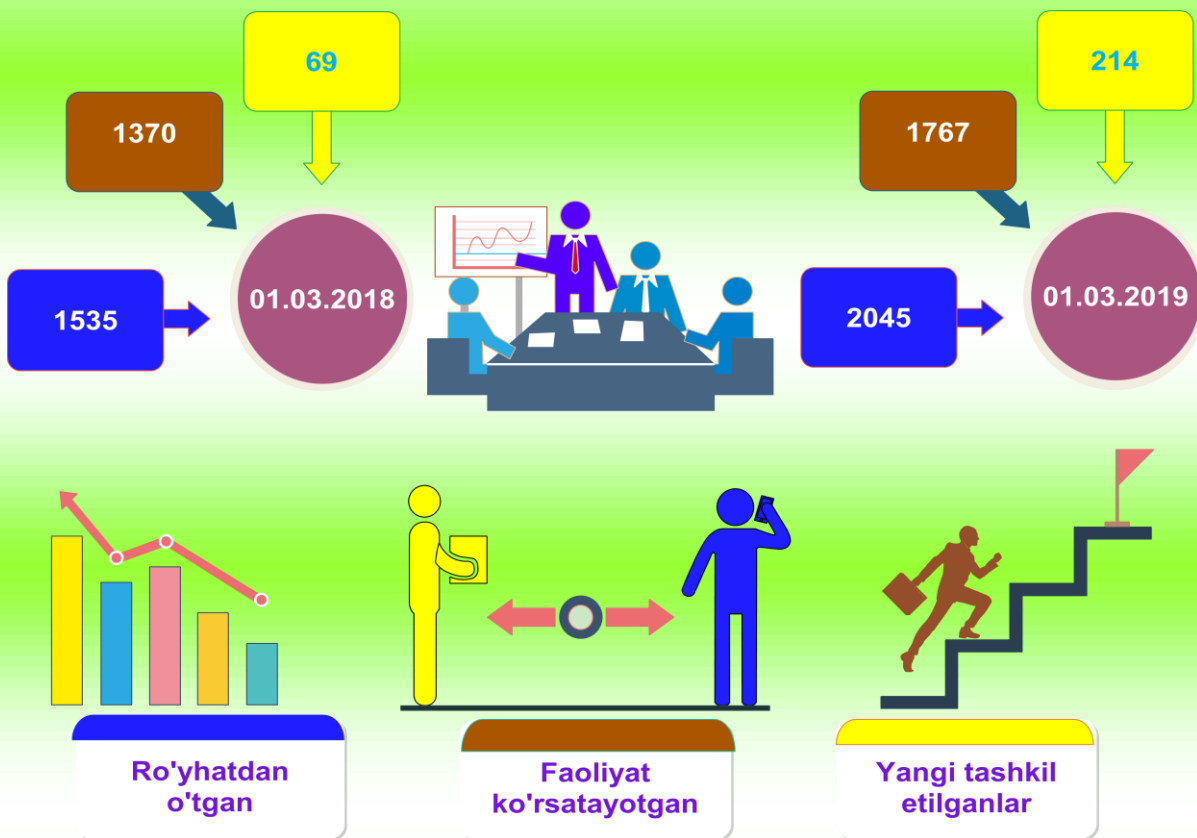 69
1370
1535
01.03.2018
214
1767
2045
01.03.2019
Ro'yhatdan
o'tgan
Faoliyat
ko'rsatayotgan
Yangi tashkil
etilganlar